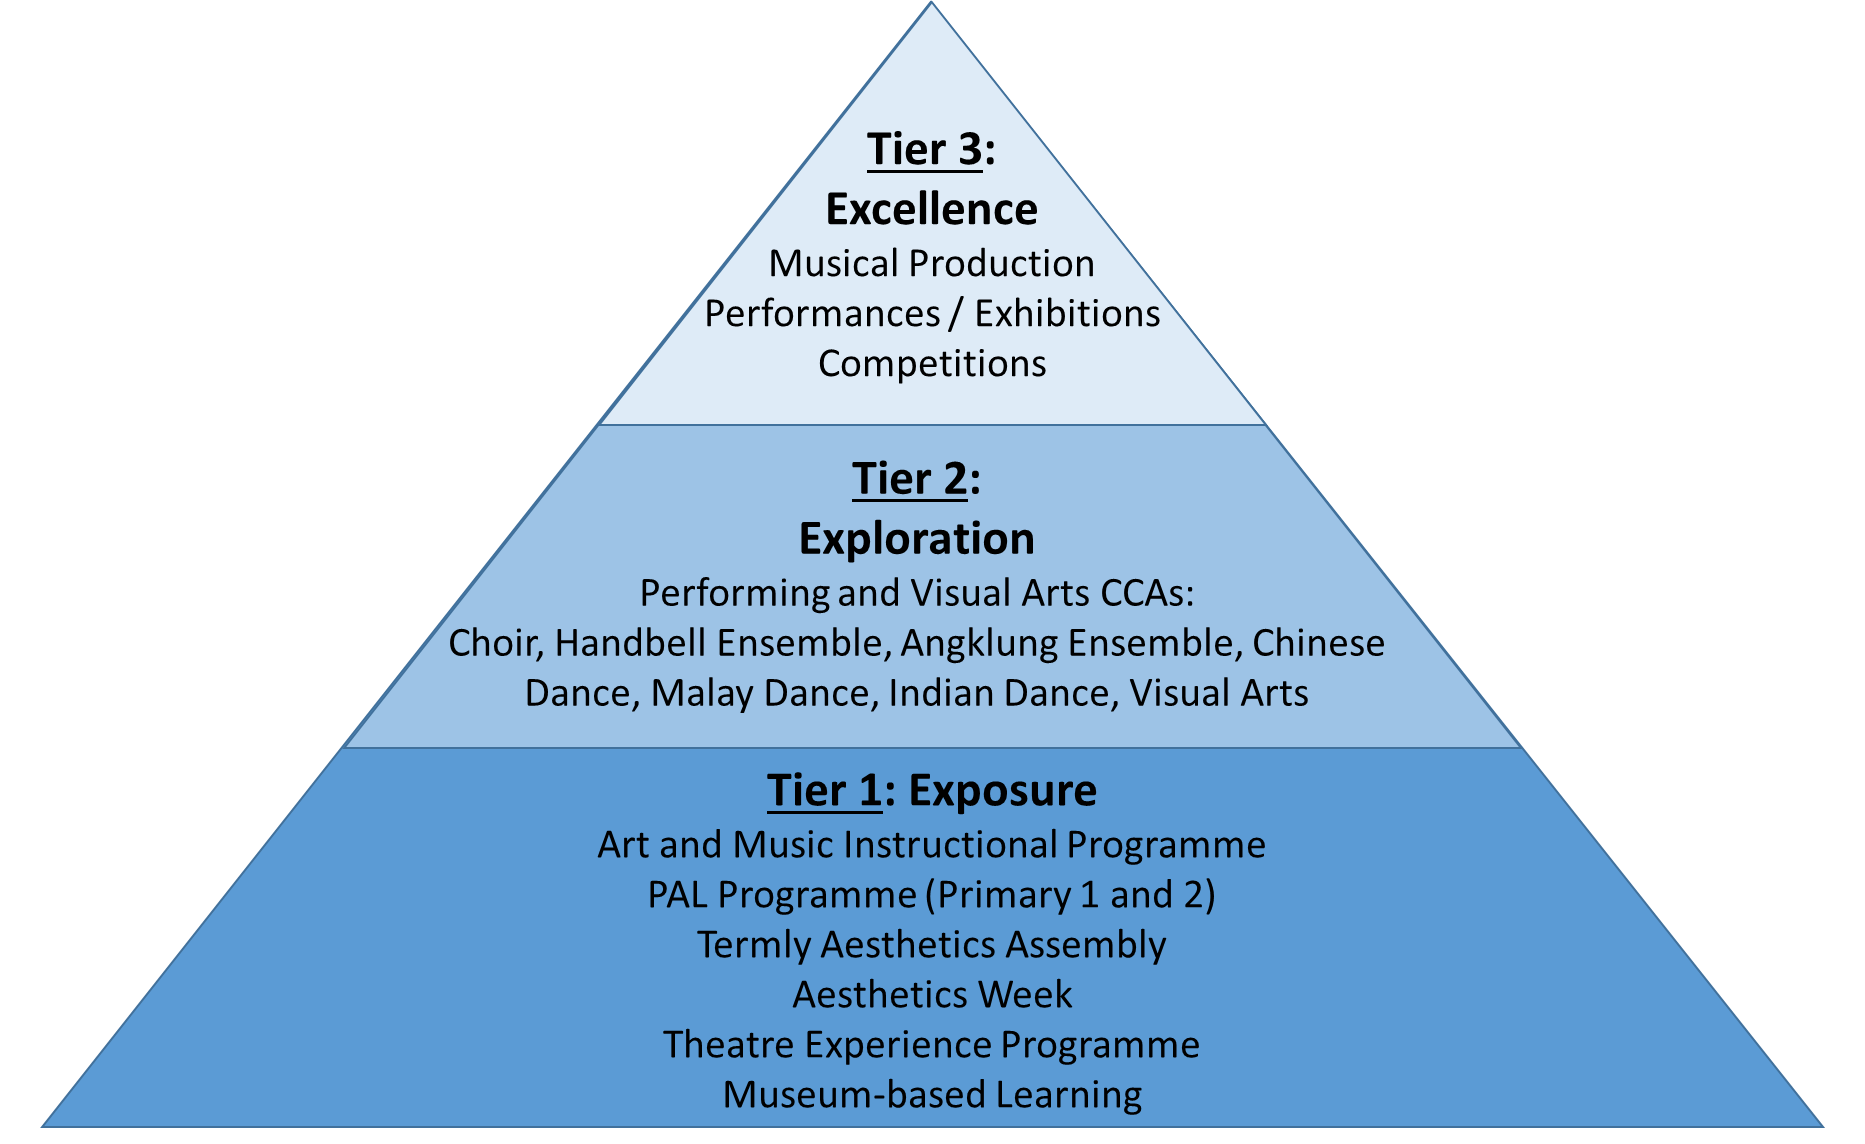 Tier 3:
Excellence
Musical Production
Performances / Exhibitions
Competitions
Tier 2:
Exploration
Performing and Visual Arts CCAs:
Choir, Handbell Ensemble, Angklung Ensemble, Chinese
Dance, Malay Dance, Indian Dance, Visual Arts
Tier 1: Exposure
Art and Music Instructional Programme
PAL Programme (Primary 1 and 2)
Termly Aesthetics Assembly
Aesthetics Week
Theatre Experience Programme
Museum-based Learning